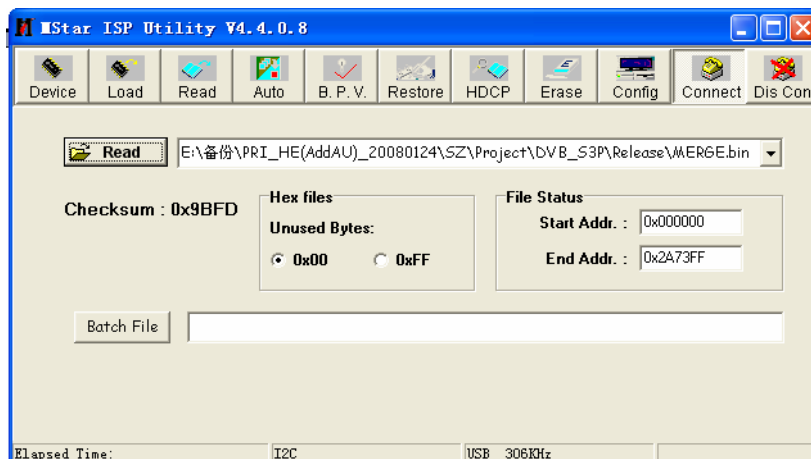 MStar ISP Utility V4.4.0.8
Device Load Read Auto B.P.V. Restore HDCP Erase Config Connect Dis Con
Read E:\备份\PRI_HE(AddAU)_20080124\SZ\Project\DVB_S3P\Release\MERGE.bin
Checksum : 0x9BFD
Hex files
Unused Bytes:
0x00 0xFF
File Status
Start Addr. : 0x000000
End Addr. : 0x2A73FF
Batch File
Elapsed Time: I2C USB 306KHz